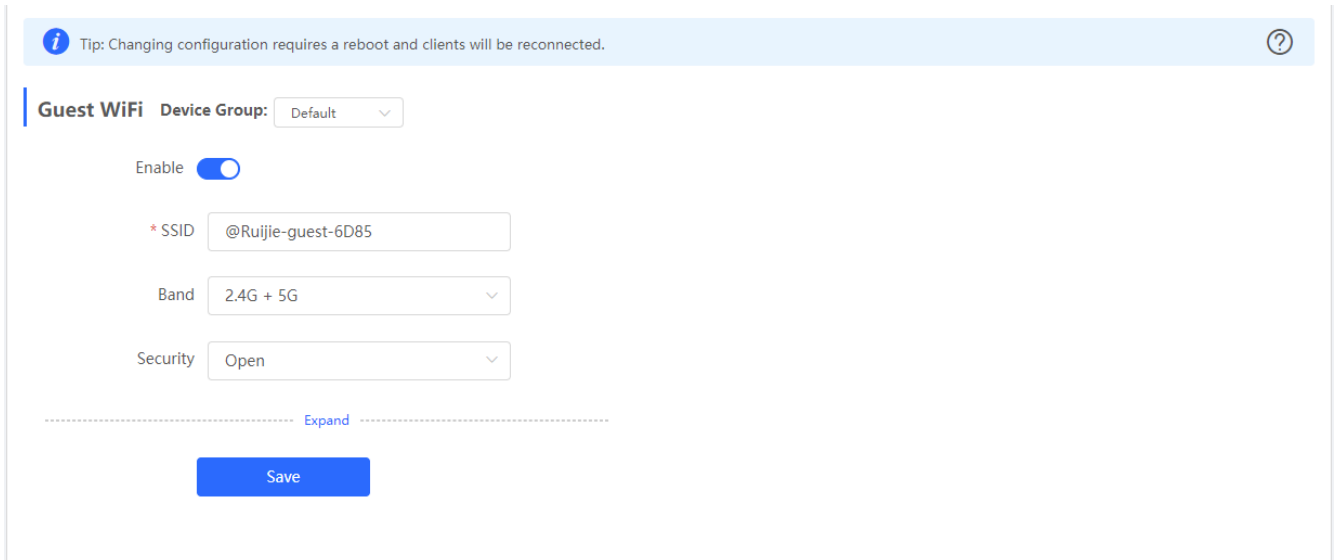 Tip: Changing configuration requires a reboot and clients will be reconnected.
Guest WiFi Device Group: Default
Enable
* SSID @Ruijie-guest-6D85
Band 2.4G + 5G
Security Open
Expand
Save